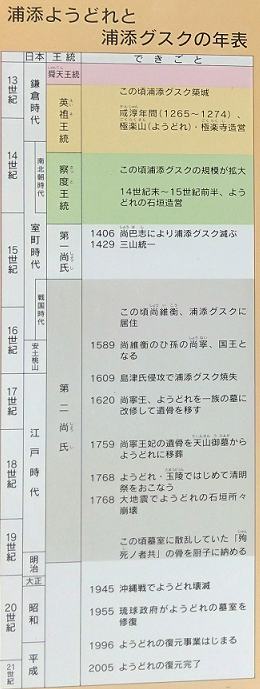 浦添ようどれと
浦添グスクの年表
日本
王統
できごと
13世紀
14世紀
15世紀
16世紀
17世紀
18世紀
19世紀
20世紀
21世紀
鎌倉時代
南北朝時代
室町時代
戦国時代
安土桃山
江戸時代
明治
大正
昭和
平成
舜天王統
英祖王統
察度王統
第一尚氏
第二尚氏
この頃浦添グスク築城
咸淳年間(1265~1274)、
極楽山(ようどれ)・極楽寺造営
この頃浦添グスクの規模が拡大
14世紀末~15世紀前半、よう
どれの石垣造営
1406 尚巴志により浦添グスク滅ぶ
1429 三山統一
この頃尚維衡、浦添グスクに
居住
1589 尚維衡のひ孫の尚寧、国王と
なる
1609 島津氏侵攻で浦添グスク焼失
1620 尚寧王、ようどれを一族の墓に
改修して遺骨を移す
1759 尚寧王妃の遺骨を天山御墓から
ようどれに移葬
1768 ようどれ・玉陵ではじめて清明
祭をおこなう
1768 大地震でようどれの石垣所々
崩壊
この頃墓室に散乱していた「殉
死ノ者共」の骨を厨子に納める
1945 沖縄戦でようどれ壊滅
1955 琉球政府がようどれの墓室を
修復
1996 ようどれの復元事業はじまる
2005 ようどれの復元完了